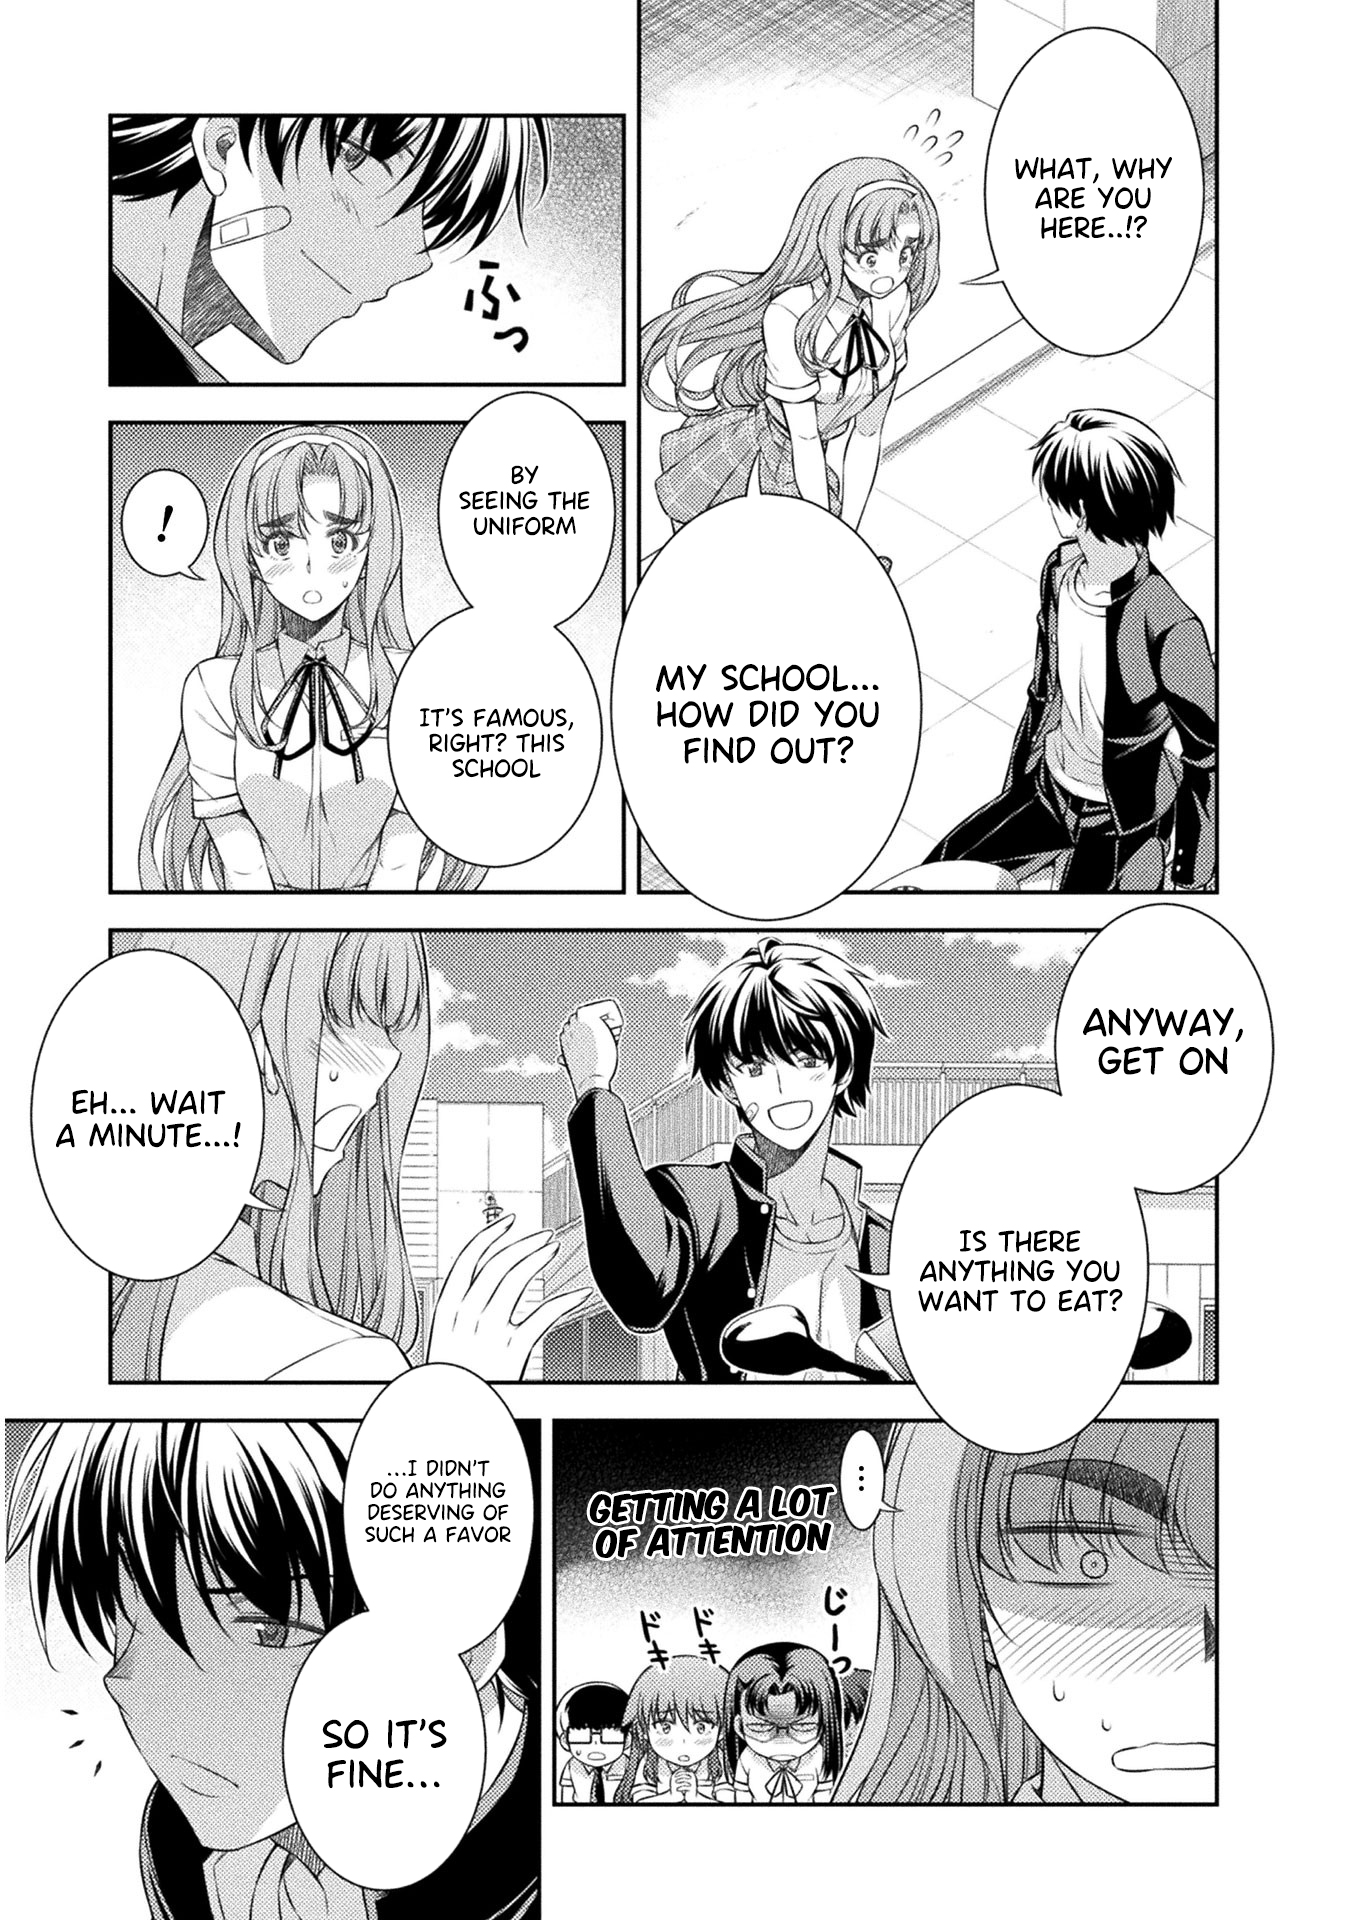 WHAT, WHY
ARE YOU
HERE..!?
MY SCHOOL...
HOW DID YOU
FIND OUT?
ふっ
BY
SEEING THE
UNIFORM
IT'S FAMOUS,
RIGHT? THIS
SCHOOL
!
ANYWAY,
GET ON
IS THERE
ANYTHING YOU
WANT TO EAT?
EH... WAIT
A MINUTE...!
...
GETTING A LOT
OF ATTENTION
じーっ
ドキ
ドキ
...I DIDN'T
DO ANYTHING
DESERVING OF
SUCH A FAVOR
SO IT'S
FINE...